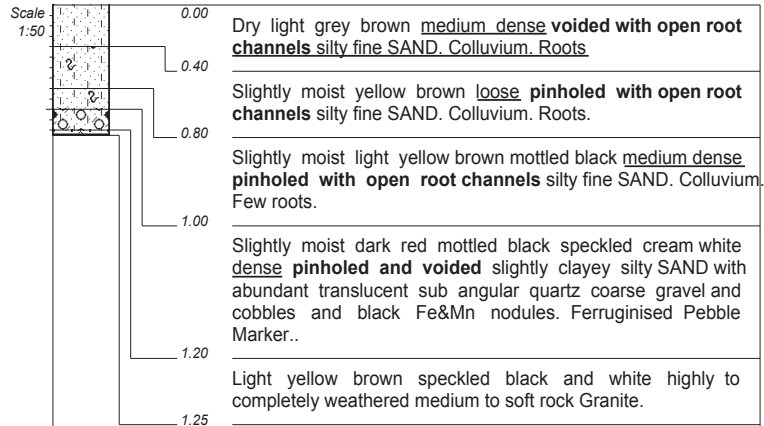 Scale
1:50
0.00
Dry light grey brown medium dense voided with open root
channels silty fine SAND. Colluvium. Roots
0.40
Slightly moist yellow brown loose pinholed with open root
channels silty fine SAND. Colluvium. Roots.
0.80
Slightly moist light yellow brown mottled black medium dense
pinholed with open root channels silty fine SAND. Colluvium.
Few roots.
1.00
Slightly moist dark red mottled black speckled cream white
dense pinholed and voided slightly clayey silty SAND with
abundant translucent sub angular quartz coarse gravel and
cobbles and black Fe&Mn nodules. Ferruginised Pebble
Marker..
1.20
Light yellow brown speckled black and white highly to
completely weathered medium to soft rock Granite.
1.25